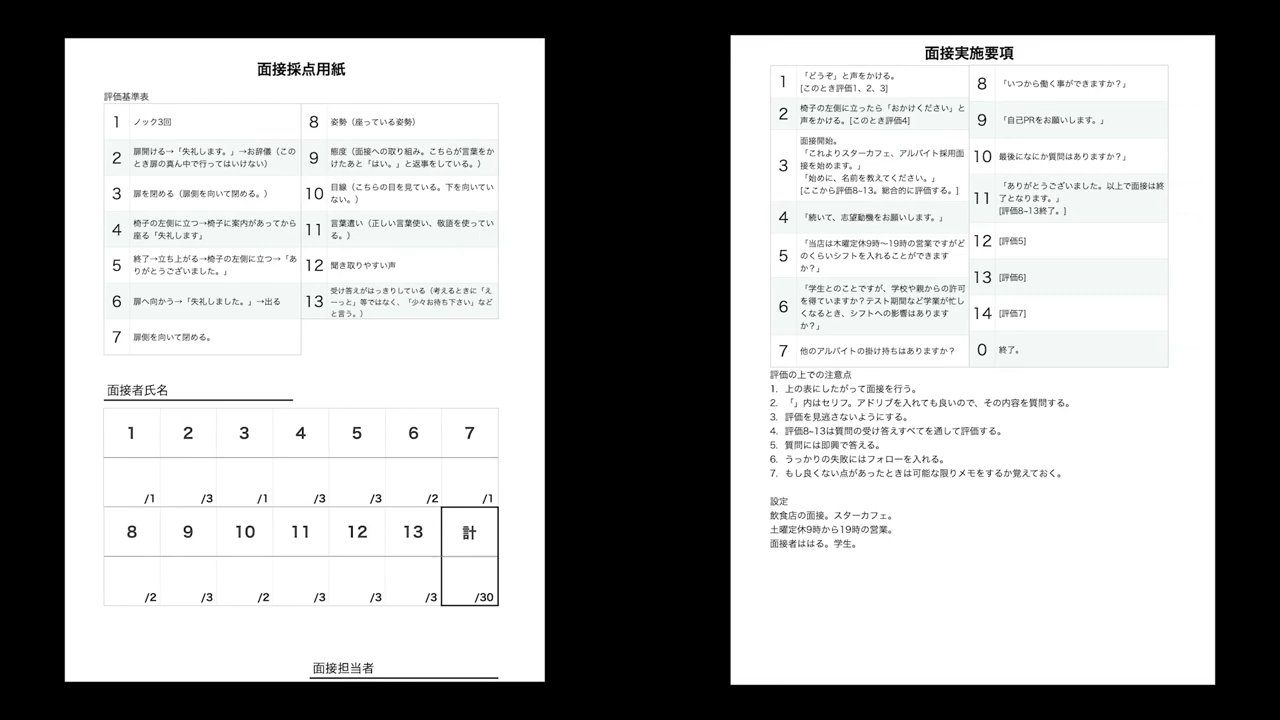 面接採点用紙
評価基準表
1 ノック3回
2 扉開ける→「失礼します。」→お辞儀（この
とき扉の真ん中で行ってはいけない）
3 扉を閉める（扉側を向いて閉める。）
4 椅子の左側に立つ→椅子に案内があってから
座る「失礼します」
5 終了→立ち上がる→椅子の左側に立つ→「あ
りがとうございました。」
6 扉へ向かう→「失礼しました。」→出る
7 扉側を向いて閉める。
8 姿勢（座っている姿勢）
9 態度（面接への取り組み。こちらが言葉をか
けたあと「はい。」と返事をしている。）
10 目線（こちらの目を見ている。下を向いてい
ない。）
11 言葉遣い（正しい言葉使い、敬語を使ってい
る。）
12 聞き取りやすい声
13 受け答えがはっきりしている（考えるときに「え
ーっと」等ではなく、「少々お待ち下さい」など
と言う。）
面接者氏名
1 2 3 4 5 6 7
/1 /3 /1 /3 /3 /2 /1
8 9 10 11 12 13 計
/2 /3 /2 /3 /3 /3 /30
面接担当者
面接実施要項
1 「どうぞ」と声をかける。
[このとき評価1、2、3]
2 椅子の左側に立ったら「おかけください」と
声をかける。[このとき評価4]
3 面接開始。
「これよりスターカフェ、アルバイト採用面
接を始めます。」
「始めに、名前を教えてください。」
[ここから評価8~13。総合的に評価する。]
4 「続いて、志望動機をお願いします。」
5 「当店は木曜定休9時〜19時の営業ですがど
のくらいシフトを入れることができます
か？」
6 「学生とのことですが、学校や親からの許可
を得ていますか？テスト期間など学業が忙し
くなるとき、シフトへの影響はあります
か？」
7 他のアルバイトの掛け持ちはありますか？
8 「いつから働く事ができますか？」
9 「自己PRをお願いします。」
10 最後になにか質問はありますか？」
11 「ありがとうございました。以上で面接は終
了となります。」
[評価8~13終了。]
12 [評価5]
13 [評価6]
14 [評価7]
0 終了。
評価の上での注意点
1. 上の表にしたがって面接を行う。
2. 「」内はセリフ。アドリブを入れても良いので、その内容を質問する。
3. 評価を見逃さないようにする。
4. 評価8~13は質問の受け答えすべてを通して評価する。
5. 質問には即興で答える。
6. うっかりの失敗にはフォローを入れる。
7. もし良くない点があったときは可能な限りメモをするか覚えておく。
設定
飲食店の面接。スターカフェ。
土曜定休9時から19時の営業。
面接者ははる。学生。